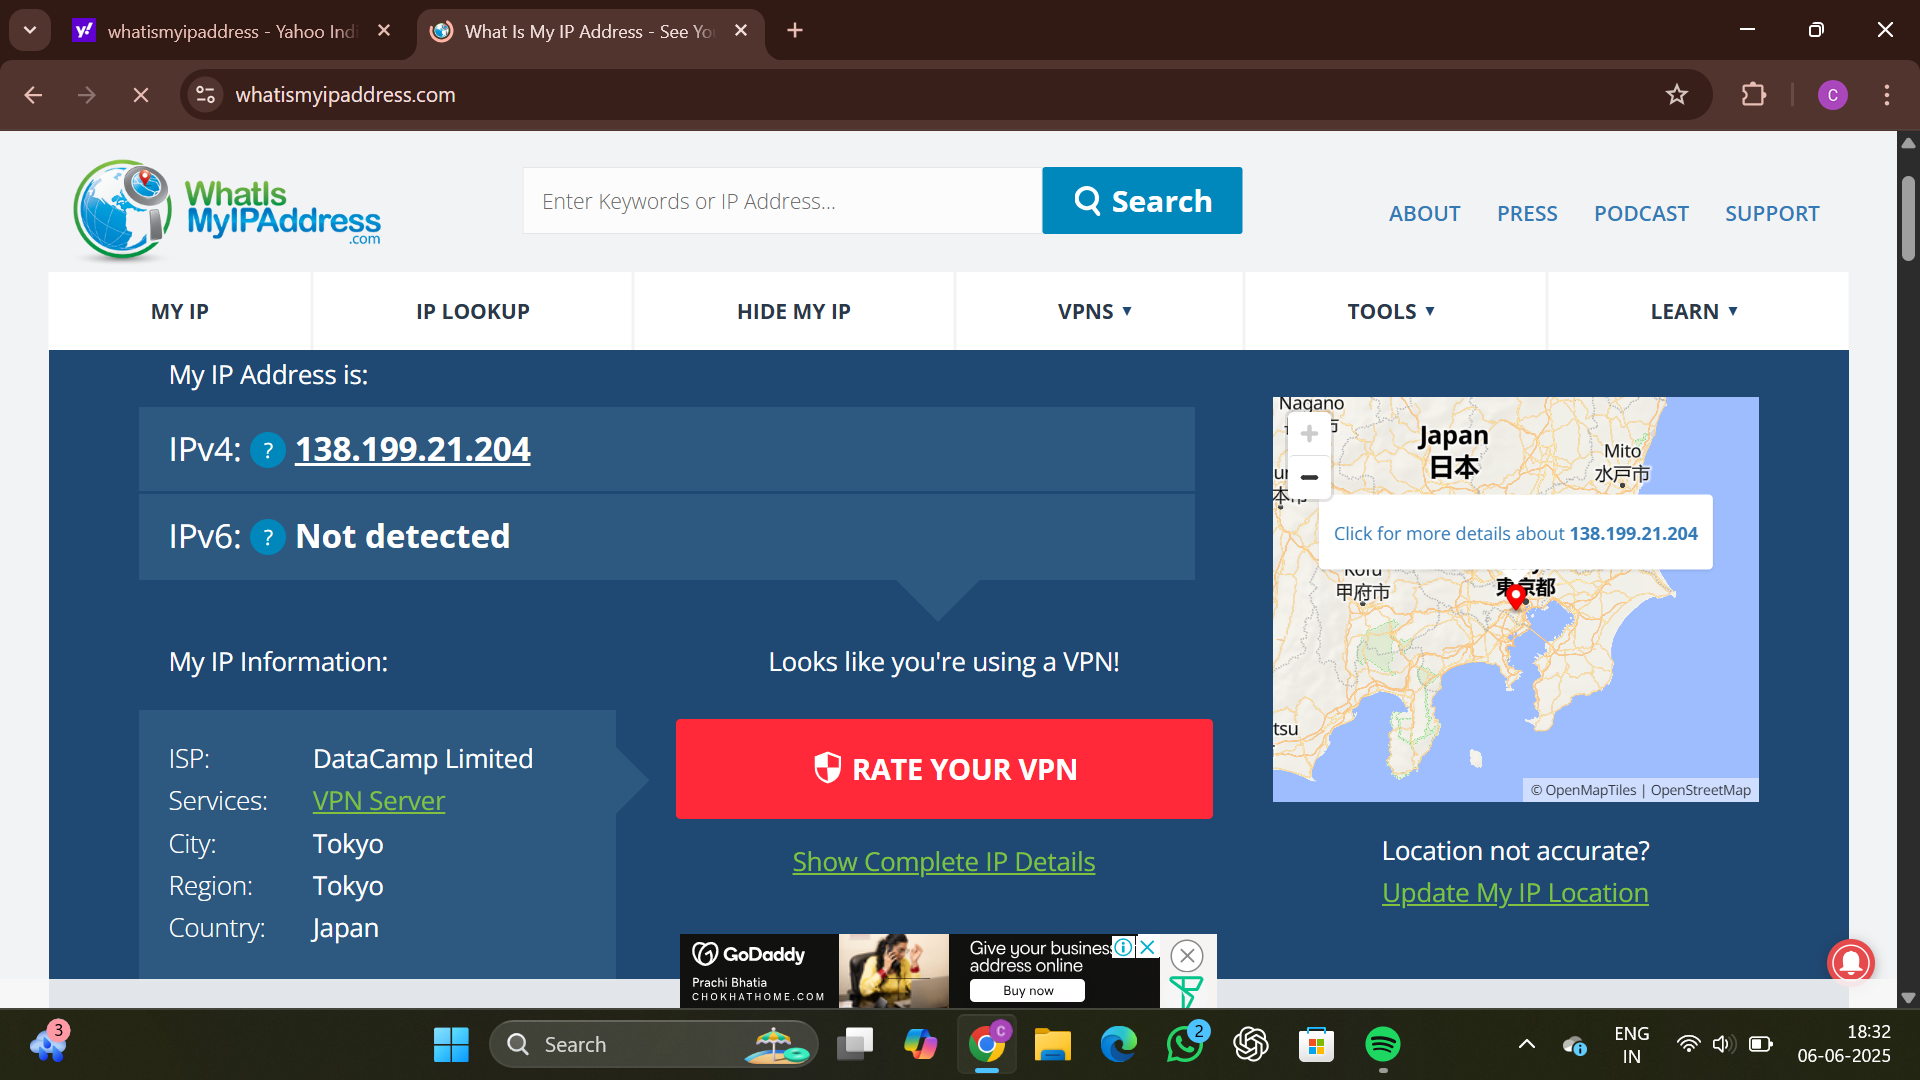 whatismyipaddress - Yahoo Indi
What Is My IP Address - See Yo
whatismyipaddress.com
C
WhatIs
MyIPAddress
.com
Enter Keywords or IP Address...
Search
ABOUT
PRESS
PODCAST
SUPPORT
MY IP
IP LOOKUP
HIDE MY IP
VPNS ▼
TOOLS ▼
LEARN ▼
My IP Address is:
IPv4: ? 138.199.21.204
IPv6: ? Not detected
My IP Information:
ISP: DataCamp Limited
Services: VPN Server
City: Tokyo
Region: Tokyo
Country: Japan
Looks like you're using a VPN!
RATE YOUR VPN
Show Complete IP Details
Nagano
Japan
日本
Mito
水戸市
Click for more details about 138.199.21.204
東京都
甲府市
tsu
© OpenMapTiles | OpenStreetMap
Location not accurate?
Update My IP Location
GoDaddy
Prachi Bhatia
CHOKHATHOME.COM
Give your business
address online
Buy now
3
Search
C
2
ENG
IN
18:32
06-06-2025